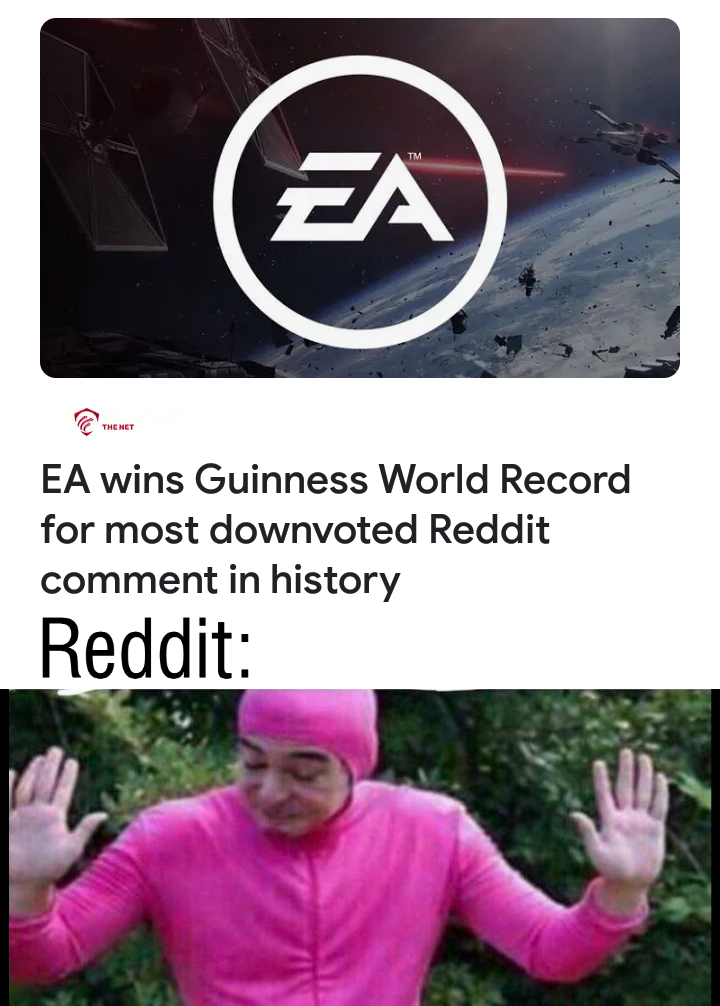 EA™
THE NET
EA wins Guinness World Record
for most downvoted Reddit
comment in history
Reddit: